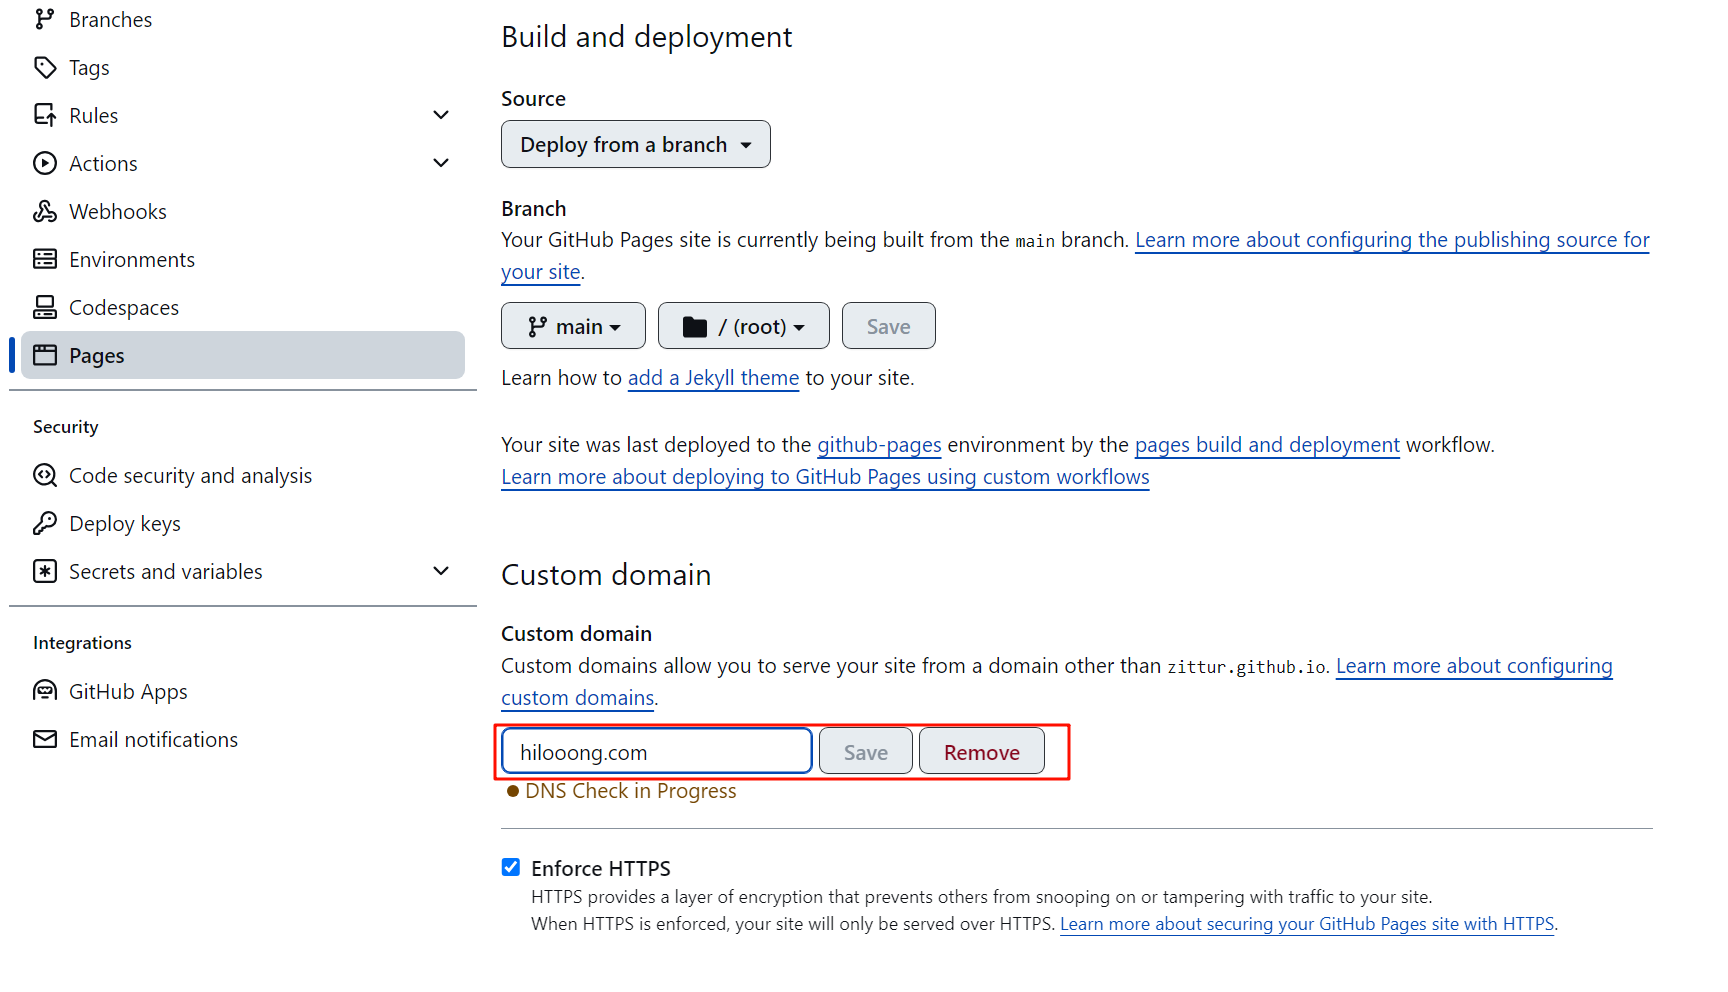 Branches
Tags
Rules
Actions
Webhooks
Environments
Codespaces
Pages
Security
Code security and analysis
Deploy keys
Secrets and variables
Integrations
GitHub Apps
Email notifications
Build and deployment
Source
Deploy from a branch
Branch
Your GitHub Pages site is currently being built from the main branch. Learn more about configuring the publishing source for
your site.
main / (root) Save
Learn how to add a Jekyll theme to your site.
Your site was last deployed to the github-pages environment by the pages build and deployment workflow.
Learn more about deploying to GitHub Pages using custom workflows
Custom domain
Custom domain
Custom domains allow you to serve your site from a domain other than zittur.github.io. Learn more about configuring
custom domains.
hilooong.com Save Remove
DNS Check in Progress
Enforce HTTPS
HTTPS provides a layer of encryption that prevents others from snooping on or tampering with traffic to your site.
When HTTPS is enforced, your site will only be served over HTTPS. Learn more about securing your GitHub Pages site with HTTPS.